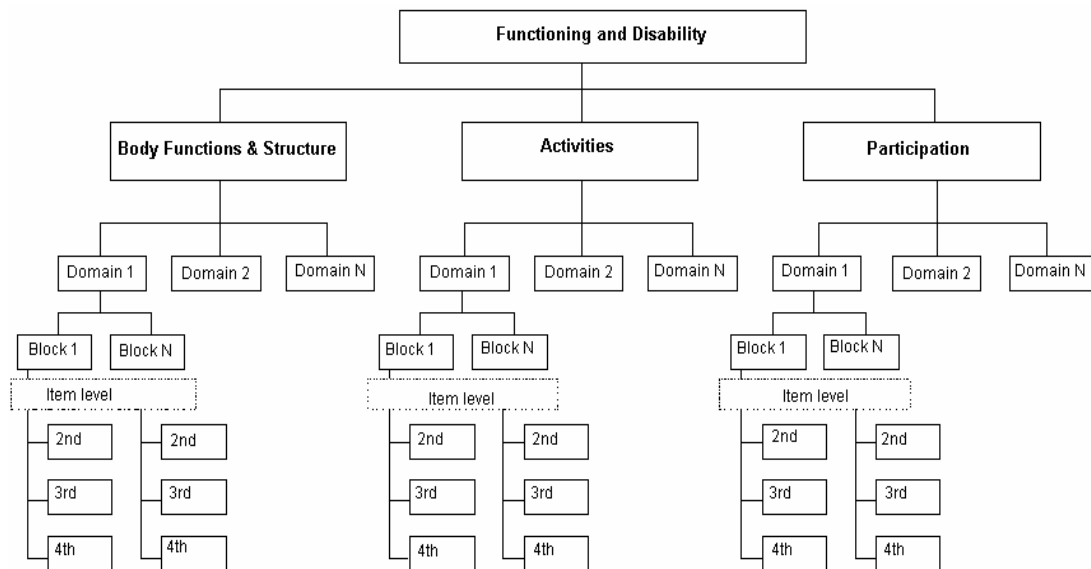 Functioning and Disability
Body Functions & Structure
Activities
Participation
Domain 1
Domain 2
Domain N
Domain 1
Domain 2
Domain N
Domain 1
Domain 2
Domain N
Block 1
Block N
Block 1
Block N
Block 1
Block N
Item level
Item level
Item level
2nd
2nd
2nd
2nd
2nd
2nd
3rd
3rd
3rd
3rd
3rd
3rd
4th
4th
4th
4th
4th
4th